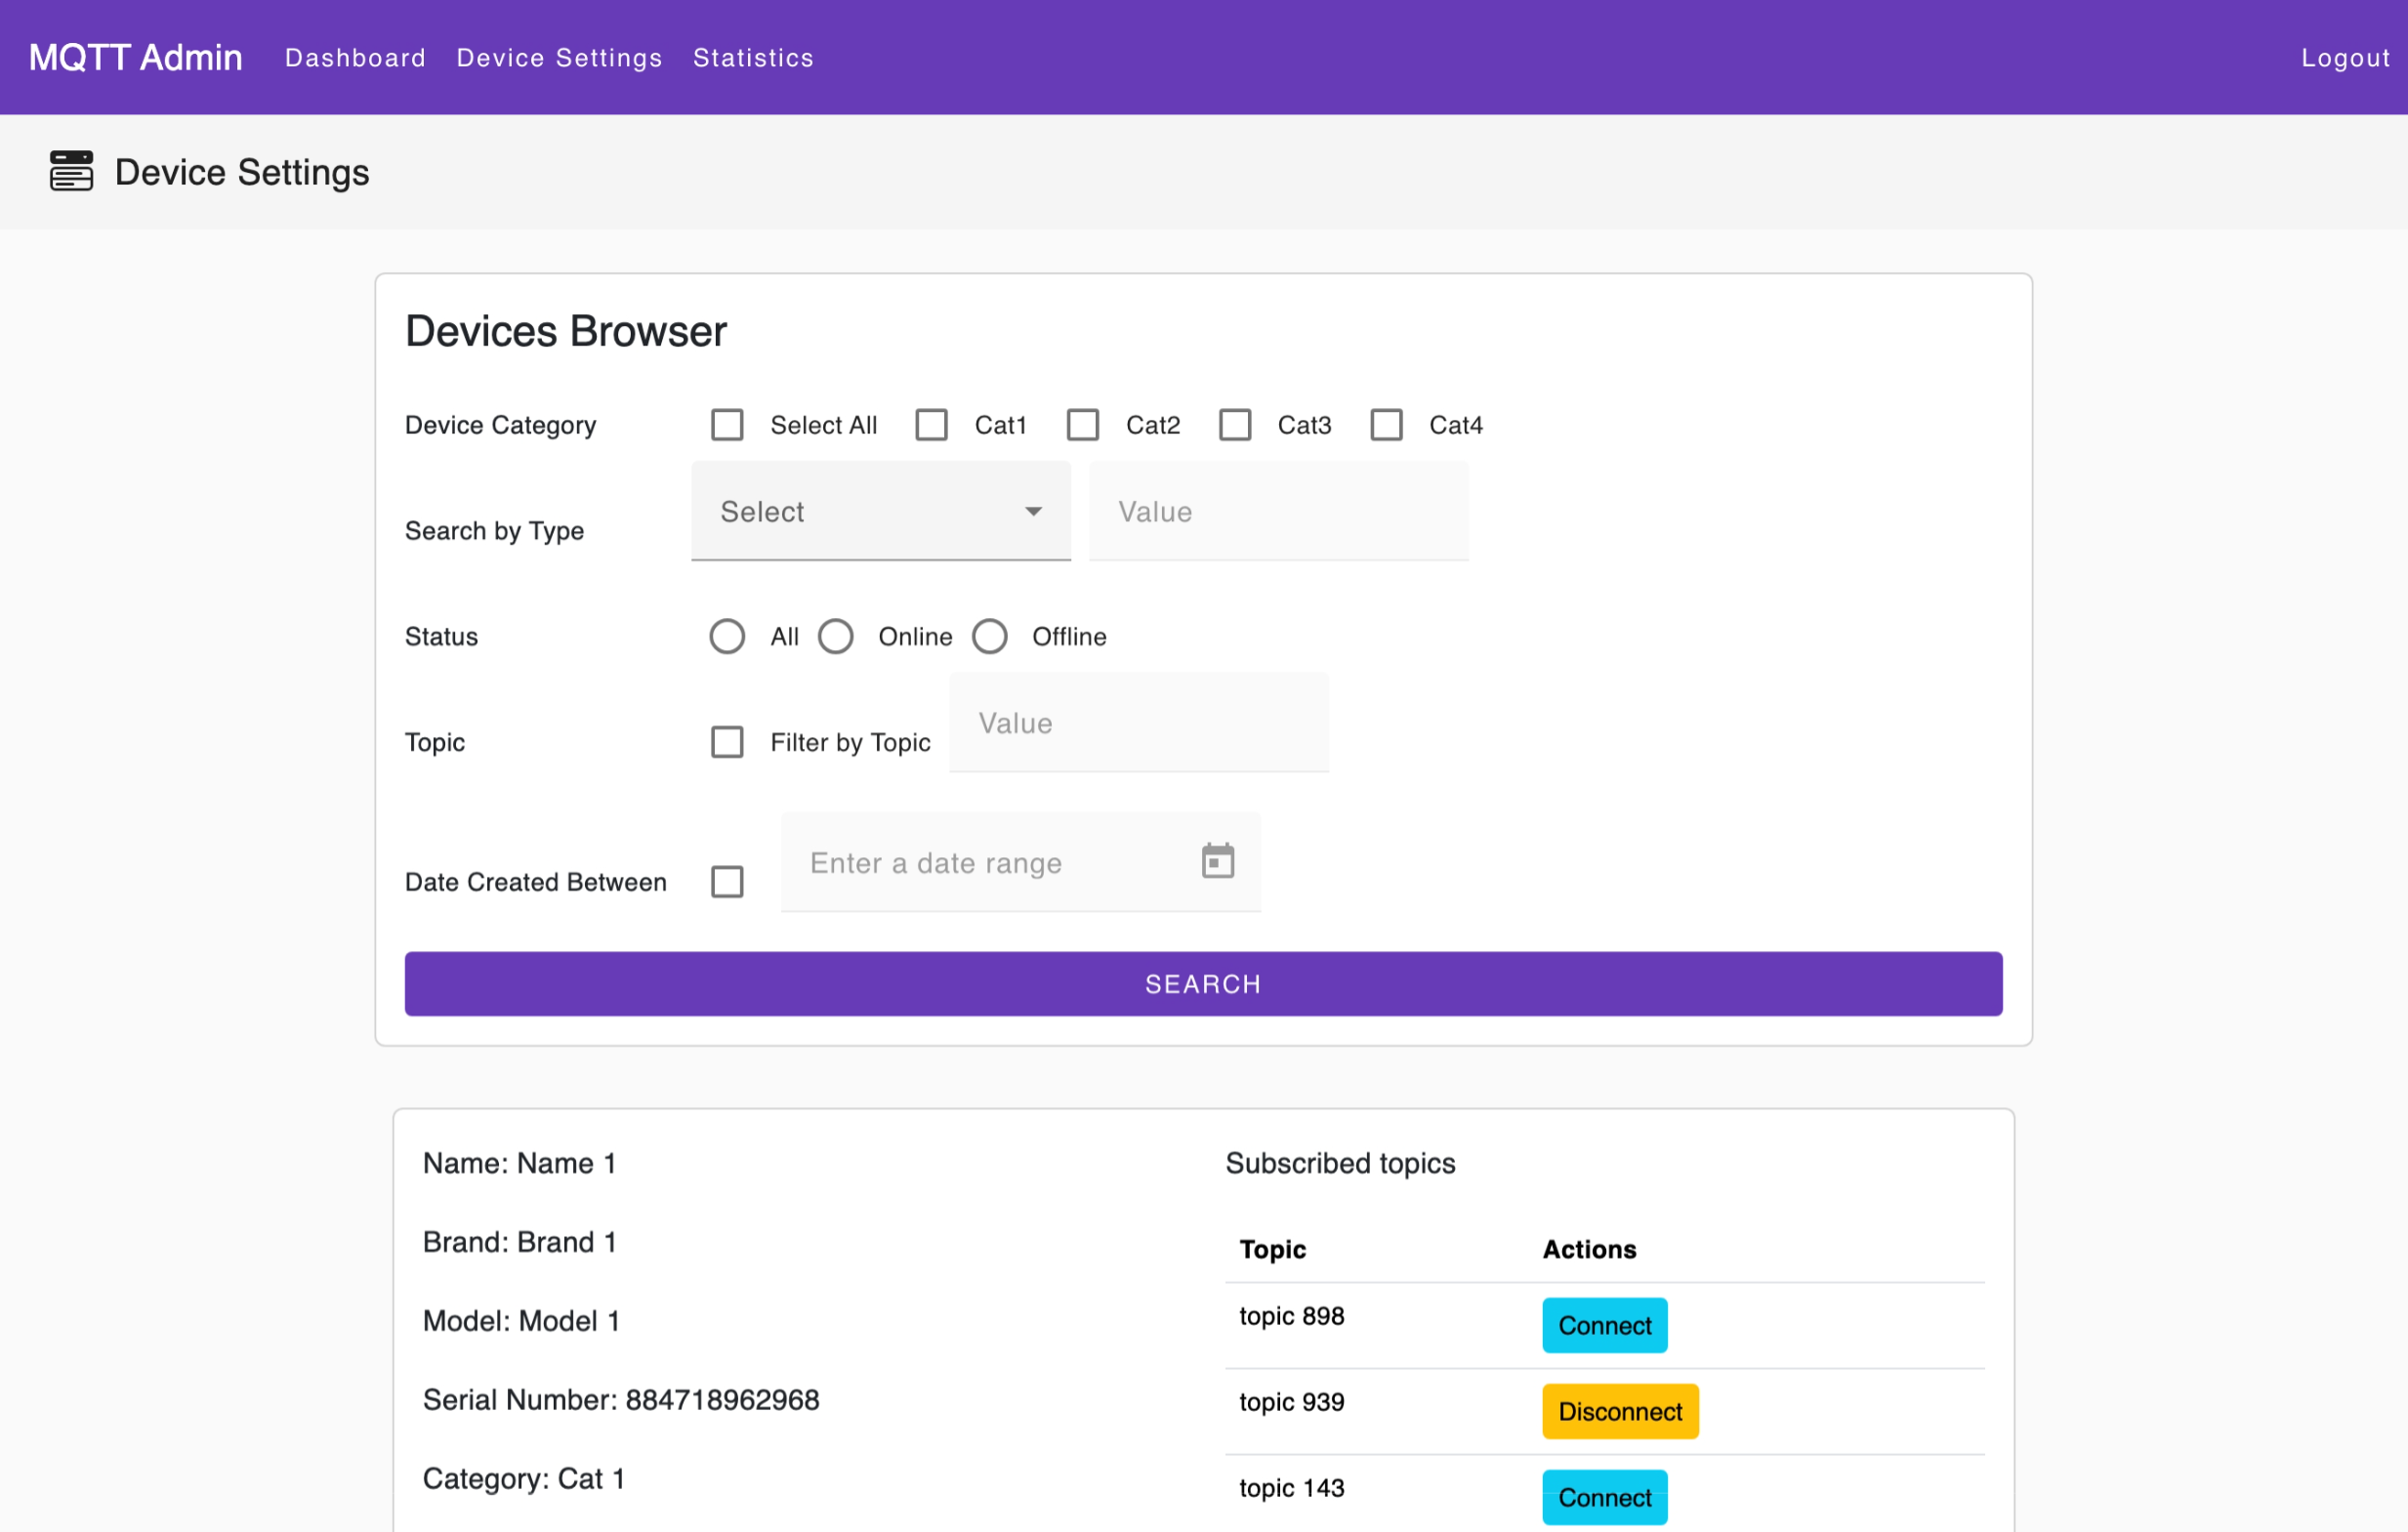 MQTT Admin Dashboard Device Settings Statistics Logout
Device Settings
Devices Browser
Device Category Select All Cat1 Cat2 Cat3 Cat4
Search by Type Select Value
Status All Online Offline
Topic Filter by Topic Value
Date Created Between Enter a date range
SEARCH
Name: Name 1
Brand: Brand 1
Model: Model 1
Serial Number: 884718962968
Category: Cat 1
Subscribed topics
Topic Actions
topic 898 Connect
topic 939 Disconnect
topic 143 Connect